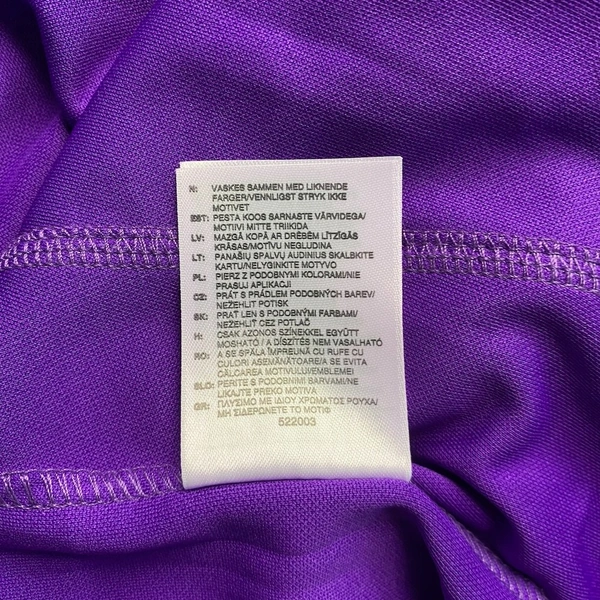 N: VASKES SAMMEN MED LIKNENDE
FARGER/VENNLIGST STRYK IKKE
MOTIVET
EST: PESTA KOOS SARNASTE VÄRVIDEGA/
MOTIIVI MITTE TRIIKIDA
LV: MAZGĀ KOPĀ AR DRĒBĒM LĪTZĪGĀS
KRĀSAS/MOTĪVU NEGLUDINA
LT: PANAŠIŲ SPALVŲ AUDINIUS SKALBKITE
KARTU/NELYGINKITE MOTYVO
PL: PIERZ Z PODOBNYMI KOLORAMI/NIE
PRASUJ APLIKACJI
CZ: PRÁT S PRÁDLEM PODOBNÝCH BAREV/
NEŽEHLIT POTISK
SK: PRAŤ LEN S PODOBNÝMI FARBAMI/
NEŽEHLIŤ CEZ POTLAČ
H: CSAK AZONOS SZÍNEKKEL EGYÜTT
MOSHATÓ / A DÍSZÍTÉS NEM VASALHATÓ
RO: A SE SPĂLA ÎMPREUNĂ CU RUFE CU
CULORI ASEMĂNĂTOARE/A SE EVITA
CĂLCAREA MOTIVULUI/EMBLEMEI
SLO: PERITE S PODOBNIMI BARVAMI/NE
LIKAJTE PREKO MOTIVA
GR: ΠΛΥΣΙΜΟ ΜΕ ΙΔΙΟΥ ΧΡΩΜΑΤΟΣ ΡΟΥΧΑ/
ΜΗ ΣΙΔΕΡΩΝΕΤΕ ΤΟ ΜΟΤΙΦ
522003